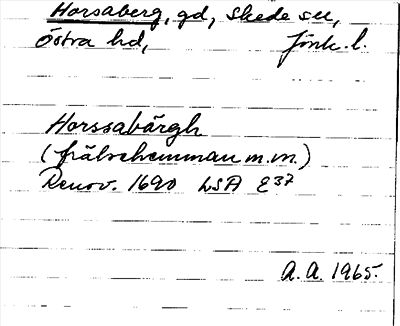 Horsaberg, gd, Skede sn,
Östra hd, Jönk. l.
Horssabärgh
(frälsehemman m.m.)
Renov. 1690 LSA E37
A.A. 1965.